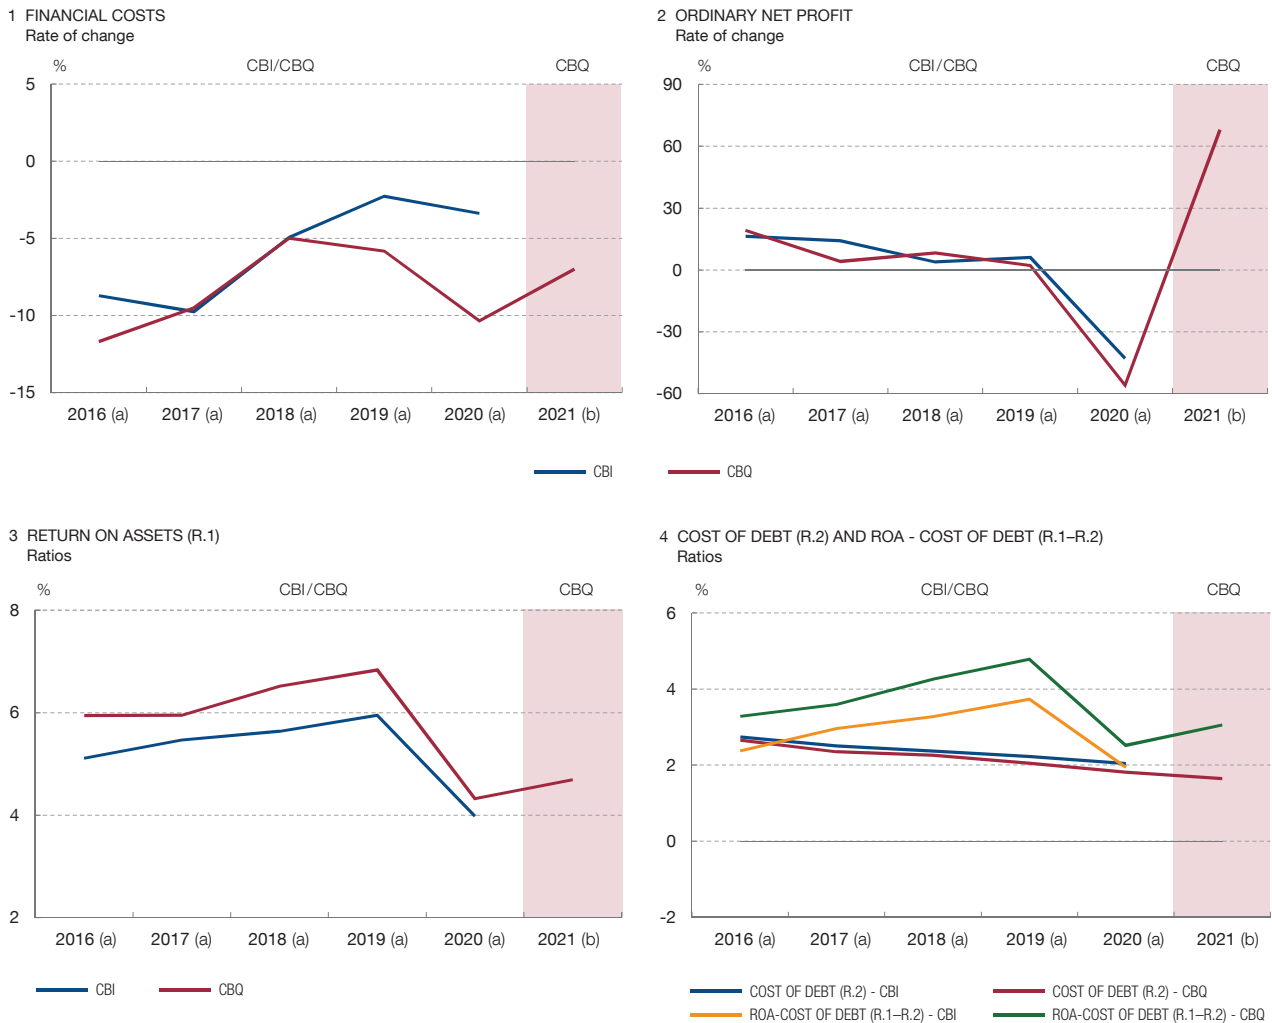 1 FINANCIAL COSTS
Rate of change
% CBI/CBQ CBQ
5
0
-5
-10
-15
2016 (a) 2017 (a) 2018 (a) 2019 (a) 2020 (a) 2021 (b)
2 ORDINARY NET PROFIT
Rate of change
% CBI/CBQ CBQ
90
60
30
0
-30
-60
2016 (a) 2017 (a) 2018 (a) 2019 (a) 2020 (a) 2021 (b)
CBI CBQ
3 RETURN ON ASSETS (R.1)
Ratios
% CBI/CBQ CBQ
8
6
4
2
2016 (a) 2017 (a) 2018 (a) 2019 (a) 2020 (a) 2021 (b)
CBI CBQ
4 COST OF DEBT (R.2) AND ROA - COST OF DEBT (R.1–R.2)
Ratios
% CBI/CBQ CBQ
6
4
2
0
-2
2016 (a) 2017 (a) 2018 (a) 2019 (a) 2020 (a) 2021 (b)
COST OF DEBT (R.2) - CBI COST OF DEBT (R.2) - CBQ
ROA-COST OF DEBT (R.1–R.2) - CBI ROA-COST OF DEBT (R.1–R.2) - CBQ